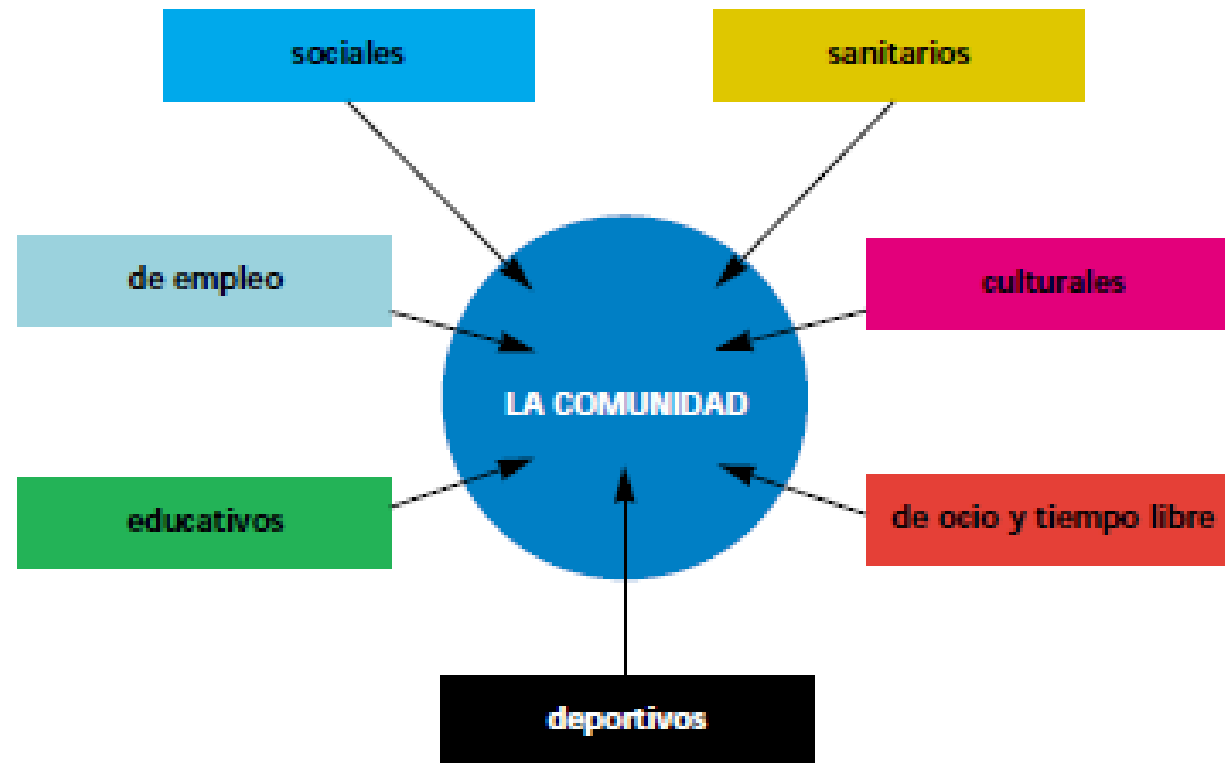 sociales
sanitarios
de empleo
culturales
LA COMUNIDAD
educativos
de ocio y tiempo libre
deportivos